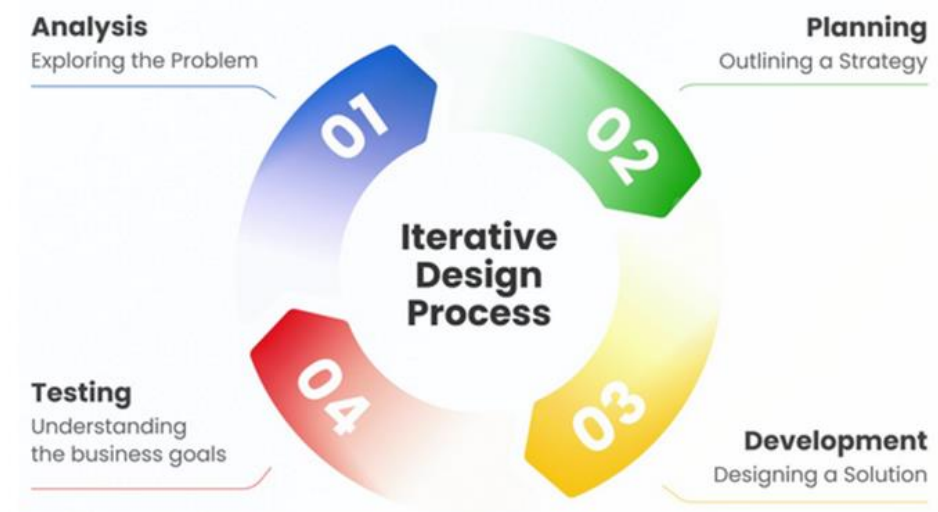 Analysis
Exploring the Problem
01
Planning
Outlining a Strategy
02
Iterative
Design
Process
Testing
Understanding
the business goals
04
03
Development
Designing a Solution